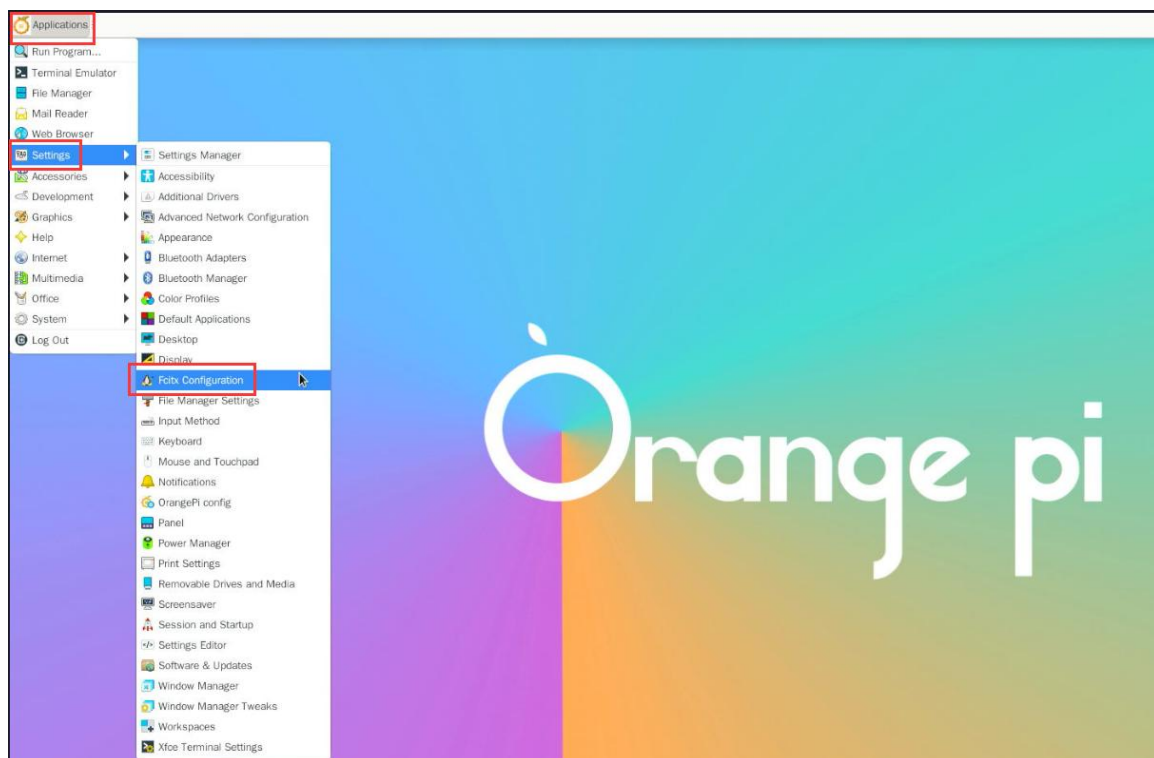 Applications
Run Program...
Terminal Emulator
File Manager
Mail Reader
Web Browser
Settings
Accessories
Development
Graphics
Help
Internet
Multimedia
Office
System
Log Out
Settings Manager
Accessibility
Additional Drivers
Advanced Network Configuration
Appearance
Bluetooth Adapters
Bluetooth Manager
Color Profiles
Default Applications
Desktop
Display
Fcitx Configuration
File Manager Settings
Input Method
Keyboard
Mouse and Touchpad
Notifications
OrangePi config
Panel
Power Manager
Print Settings
Removable Drives and Media
Screensaver
Session and Startup
Settings Editor
Software & Updates
Window Manager
Window Manager Tweaks
Workspaces
Xfce Terminal Settings
Orange pi